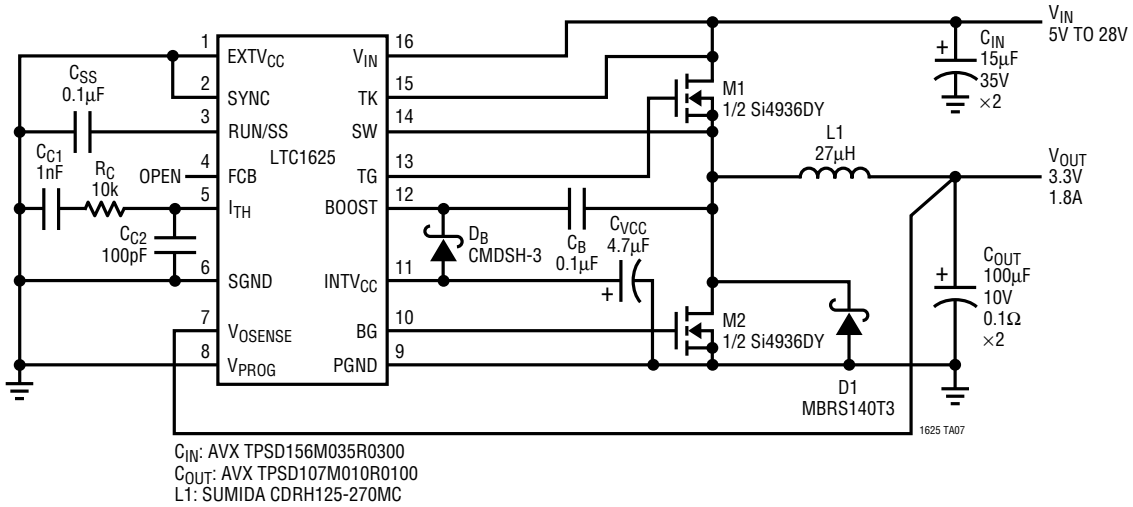 1
EXTVCC
2
SYNC
3
RUN/SS
4
FCB
5
ITH
6
SGND
7
VOSENSE
8
VPROG
LTC1625
16
VIN
15
TK
14
SW
13
TG
12
BOOST
11
INTVCC
10
BG
9
PGND
CSS
0.1µF
CC1
1nF
RC
10k
OPEN
CC2
100pF
DB
CMDSH-3
CB
0.1µF
CVCC
4.7µF
+
M1
1/2 Si4936DY
M2
1/2 Si4936DY
L1
27µH
D1
MBRS140T3
VIN
5V TO 28V
+
CIN
15µF
35V
×2
VOUT
3.3V
1.8A
+
COUT
100µF
10V
0.1Ω
×2
1625 TA07
CIN: AVX TPSD156M035R0300
COUT: AVX TPSD107M010R0100
L1: SUMIDA CDRH125-270MC